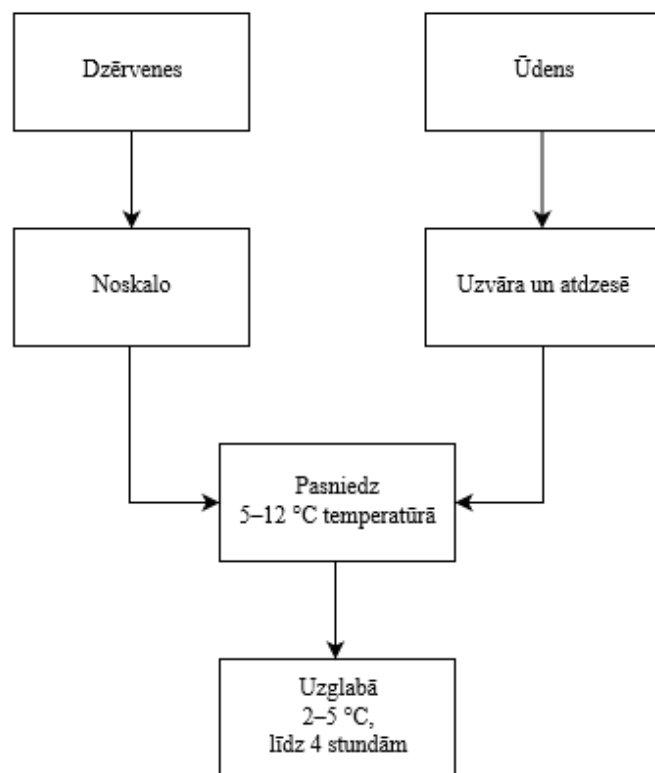 Dzērvenes
Ūdens
Noskalo
Uzvāra un atdzesē
Pasniedz
5–12 °C temperatūrā
Uzglabā
2–5 °C,
līdz 4 stundām